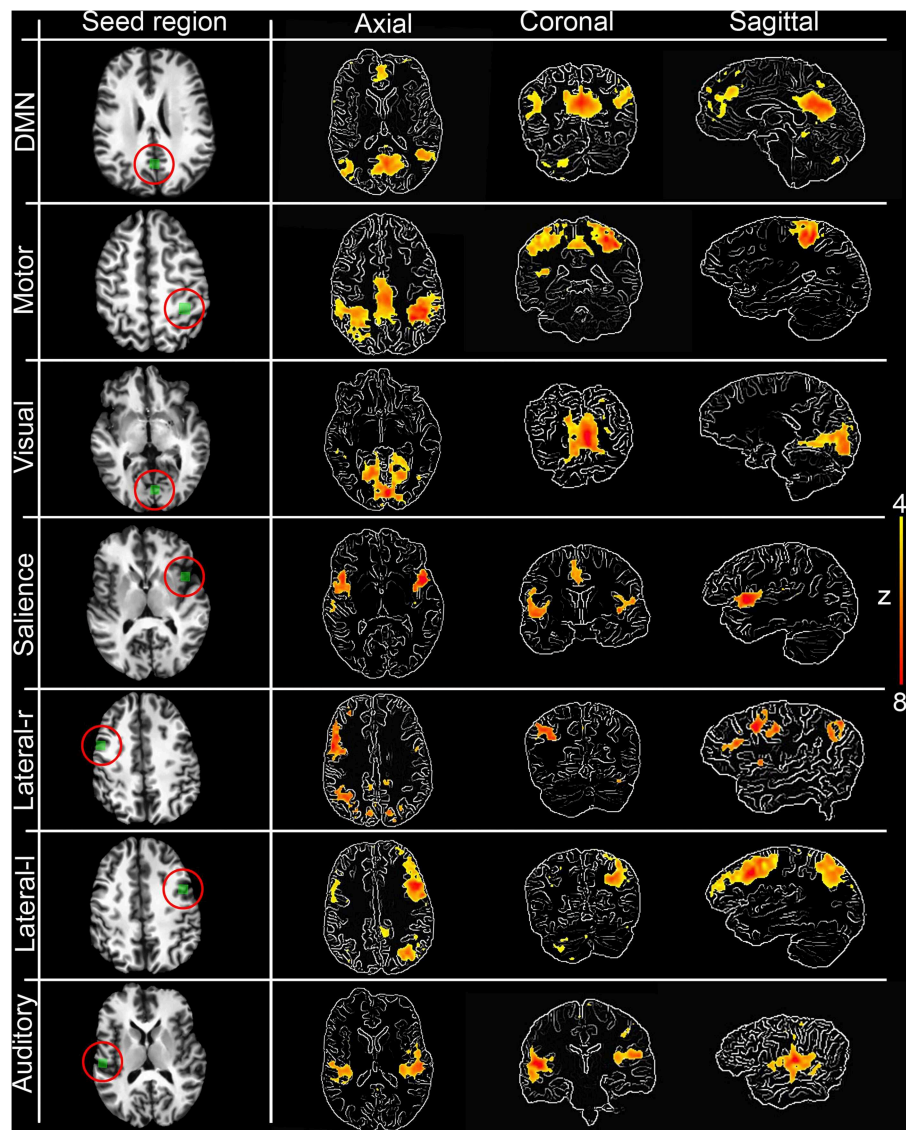 Seed region Axial Coronal Sagittal
DMN
Motor
Visual
Salience
4
z
8
Lateral-r
Lateral-l
Auditory